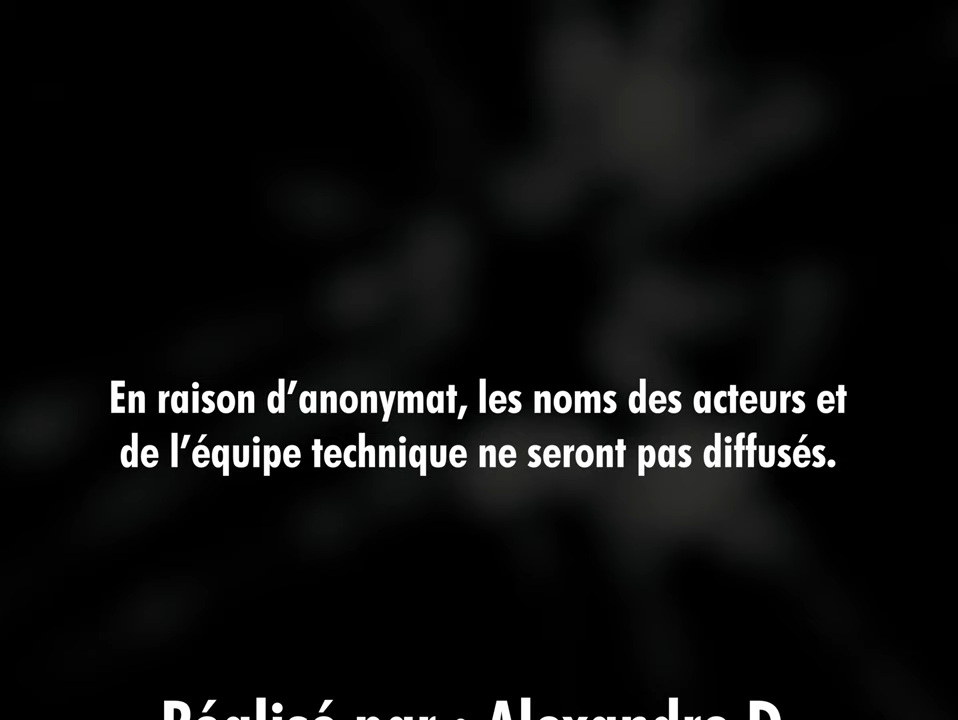 En raison d’anonymat, les noms des acteurs et
de l’équipe technique ne seront pas diffusés.
Réalisé par : Alexandre D.